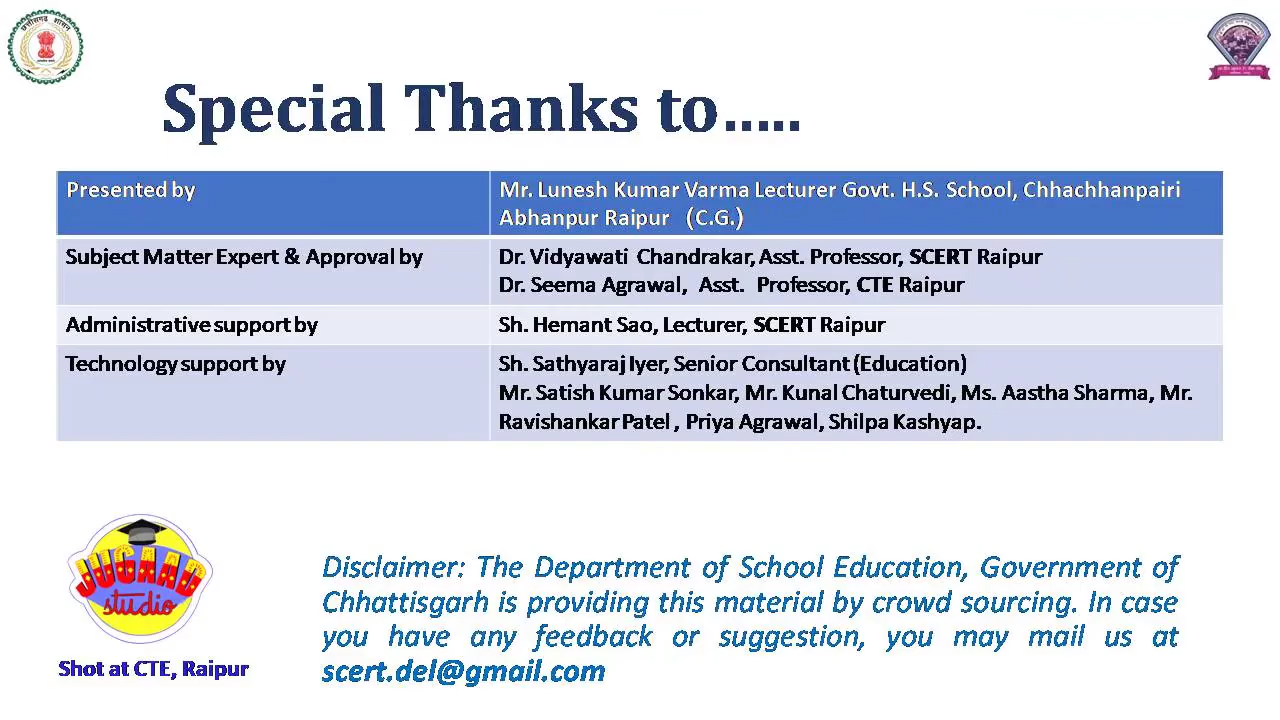 छत्तीसगढ़ शासन
Special Thanks to.....
Presented by
Mr. Lunesh Kumar Varma Lecturer Govt. H.S. School, Chhachhanpairi
Abhanpur Raipur (C.G.)
Subject Matter Expert & Approval by
Dr. Vidyawati Chandrakar, Asst. Professor, SCERT Raipur
Dr. Seema Agrawal, Asst. Professor, CTE Raipur
Administrative support by
Sh. Hemant Sao, Lecturer, SCERT Raipur
Technology support by
Sh. Sathyaraj Iyer, Senior Consultant (Education)
Mr. Satish Kumar Sonkar, Mr. Kunal Chaturvedi, Ms. Aastha Sharma, Mr.
Ravishankar Patel , Priya Agrawal, Shilpa Kashyap.
JUGAAD
studio
Shot at CTE, Raipur
Disclaimer: The Department of School Education, Government of
Chhattisgarh is providing this material by crowd sourcing. In case
you have any feedback or suggestion, you may mail us at
scert.del@gmail.com